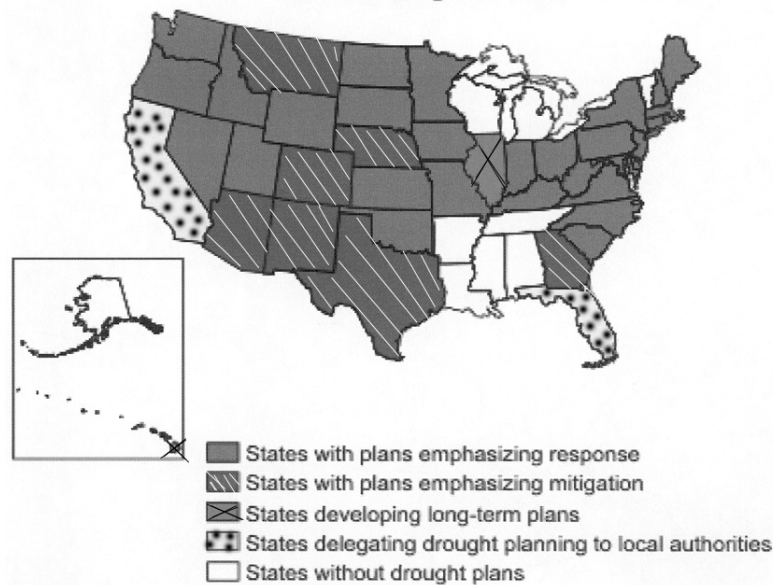 States with plans emphasizing response
States with plans emphasizing mitigation
States developing long-term plans
States delegating drought planning to local authorities
States without drought plans